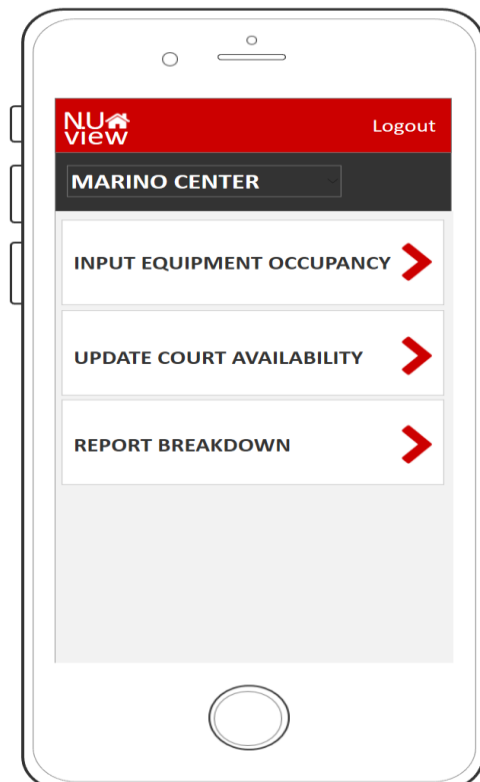 NU
view
Logout
MARINO CENTER
INPUT EQUIPMENT OCCUPANCY
UPDATE COURT AVAILABILITY
REPORT BREAKDOWN